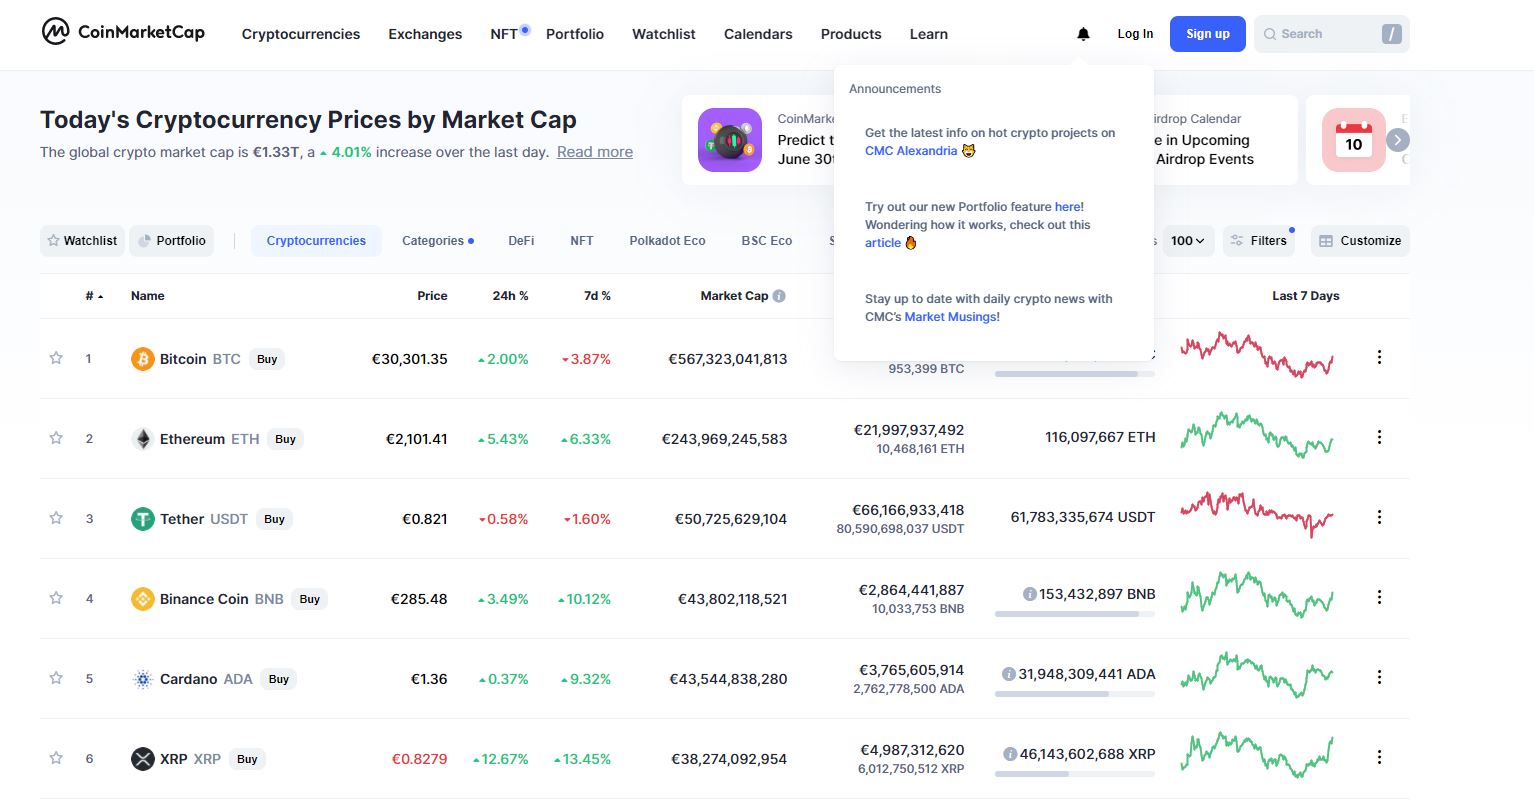 CoinMarketCap Cryptocurrencies Exchanges NFT Portfolio Watchlist Calendars Products Learn Log In Sign up Search /
Announcements
Get the latest info on hot crypto projects on
CMC Alexandria 😼
Try out our new Portfolio feature here!
Wondering how it works, check out this
article 🔥
Stay up to date with daily crypto news with
CMC's Market Musings!
Today's Cryptocurrency Prices by Market Cap
The global crypto market cap is €1.33T, a 4.01% increase over the last day. Read more
Predict
in Upcoming
10
Airdrop Events
Calendar
Watchlist Portfolio Cryptocurrencies Categories DeFi NFT Polkadot Eco BSC Eco 100 Filters Customize
# Name Price 24h % 7d % Market Cap Last 7 Days
1 Bitcoin BTC Buy €30,301.35 2.00% 3.87% €567,323,041,813
953,399 BTC
2 Ethereum ETH Buy €2,101.41 5.43% 6.33% €243,969,245,583 €21,997,937,492 116,097,667 ETH
10,468,161 ETH
3 Tether USDT Buy €0.821 0.58% 1.60% €50,725,629,104 €66,166,933,418 61,783,335,674 USDT
80,590,698,037 USDT
4 Binance Coin BNB Buy €285.48 3.49% 10.12% €43,802,118,521 €2,864,441,887 153,432,897 BNB
10,033,753 BNB
5 Cardano ADA Buy €1.36 0.37% 9.32% €43,544,838,280 €3,765,605,914 31,948,309,441 ADA
2,762,778,500 ADA
6 XRP XRP Buy €0.8279 12.67% 13.45% €38,274,092,954 €4,987,312,620 46,143,602,688 XRP
6,012,750,512 XRP